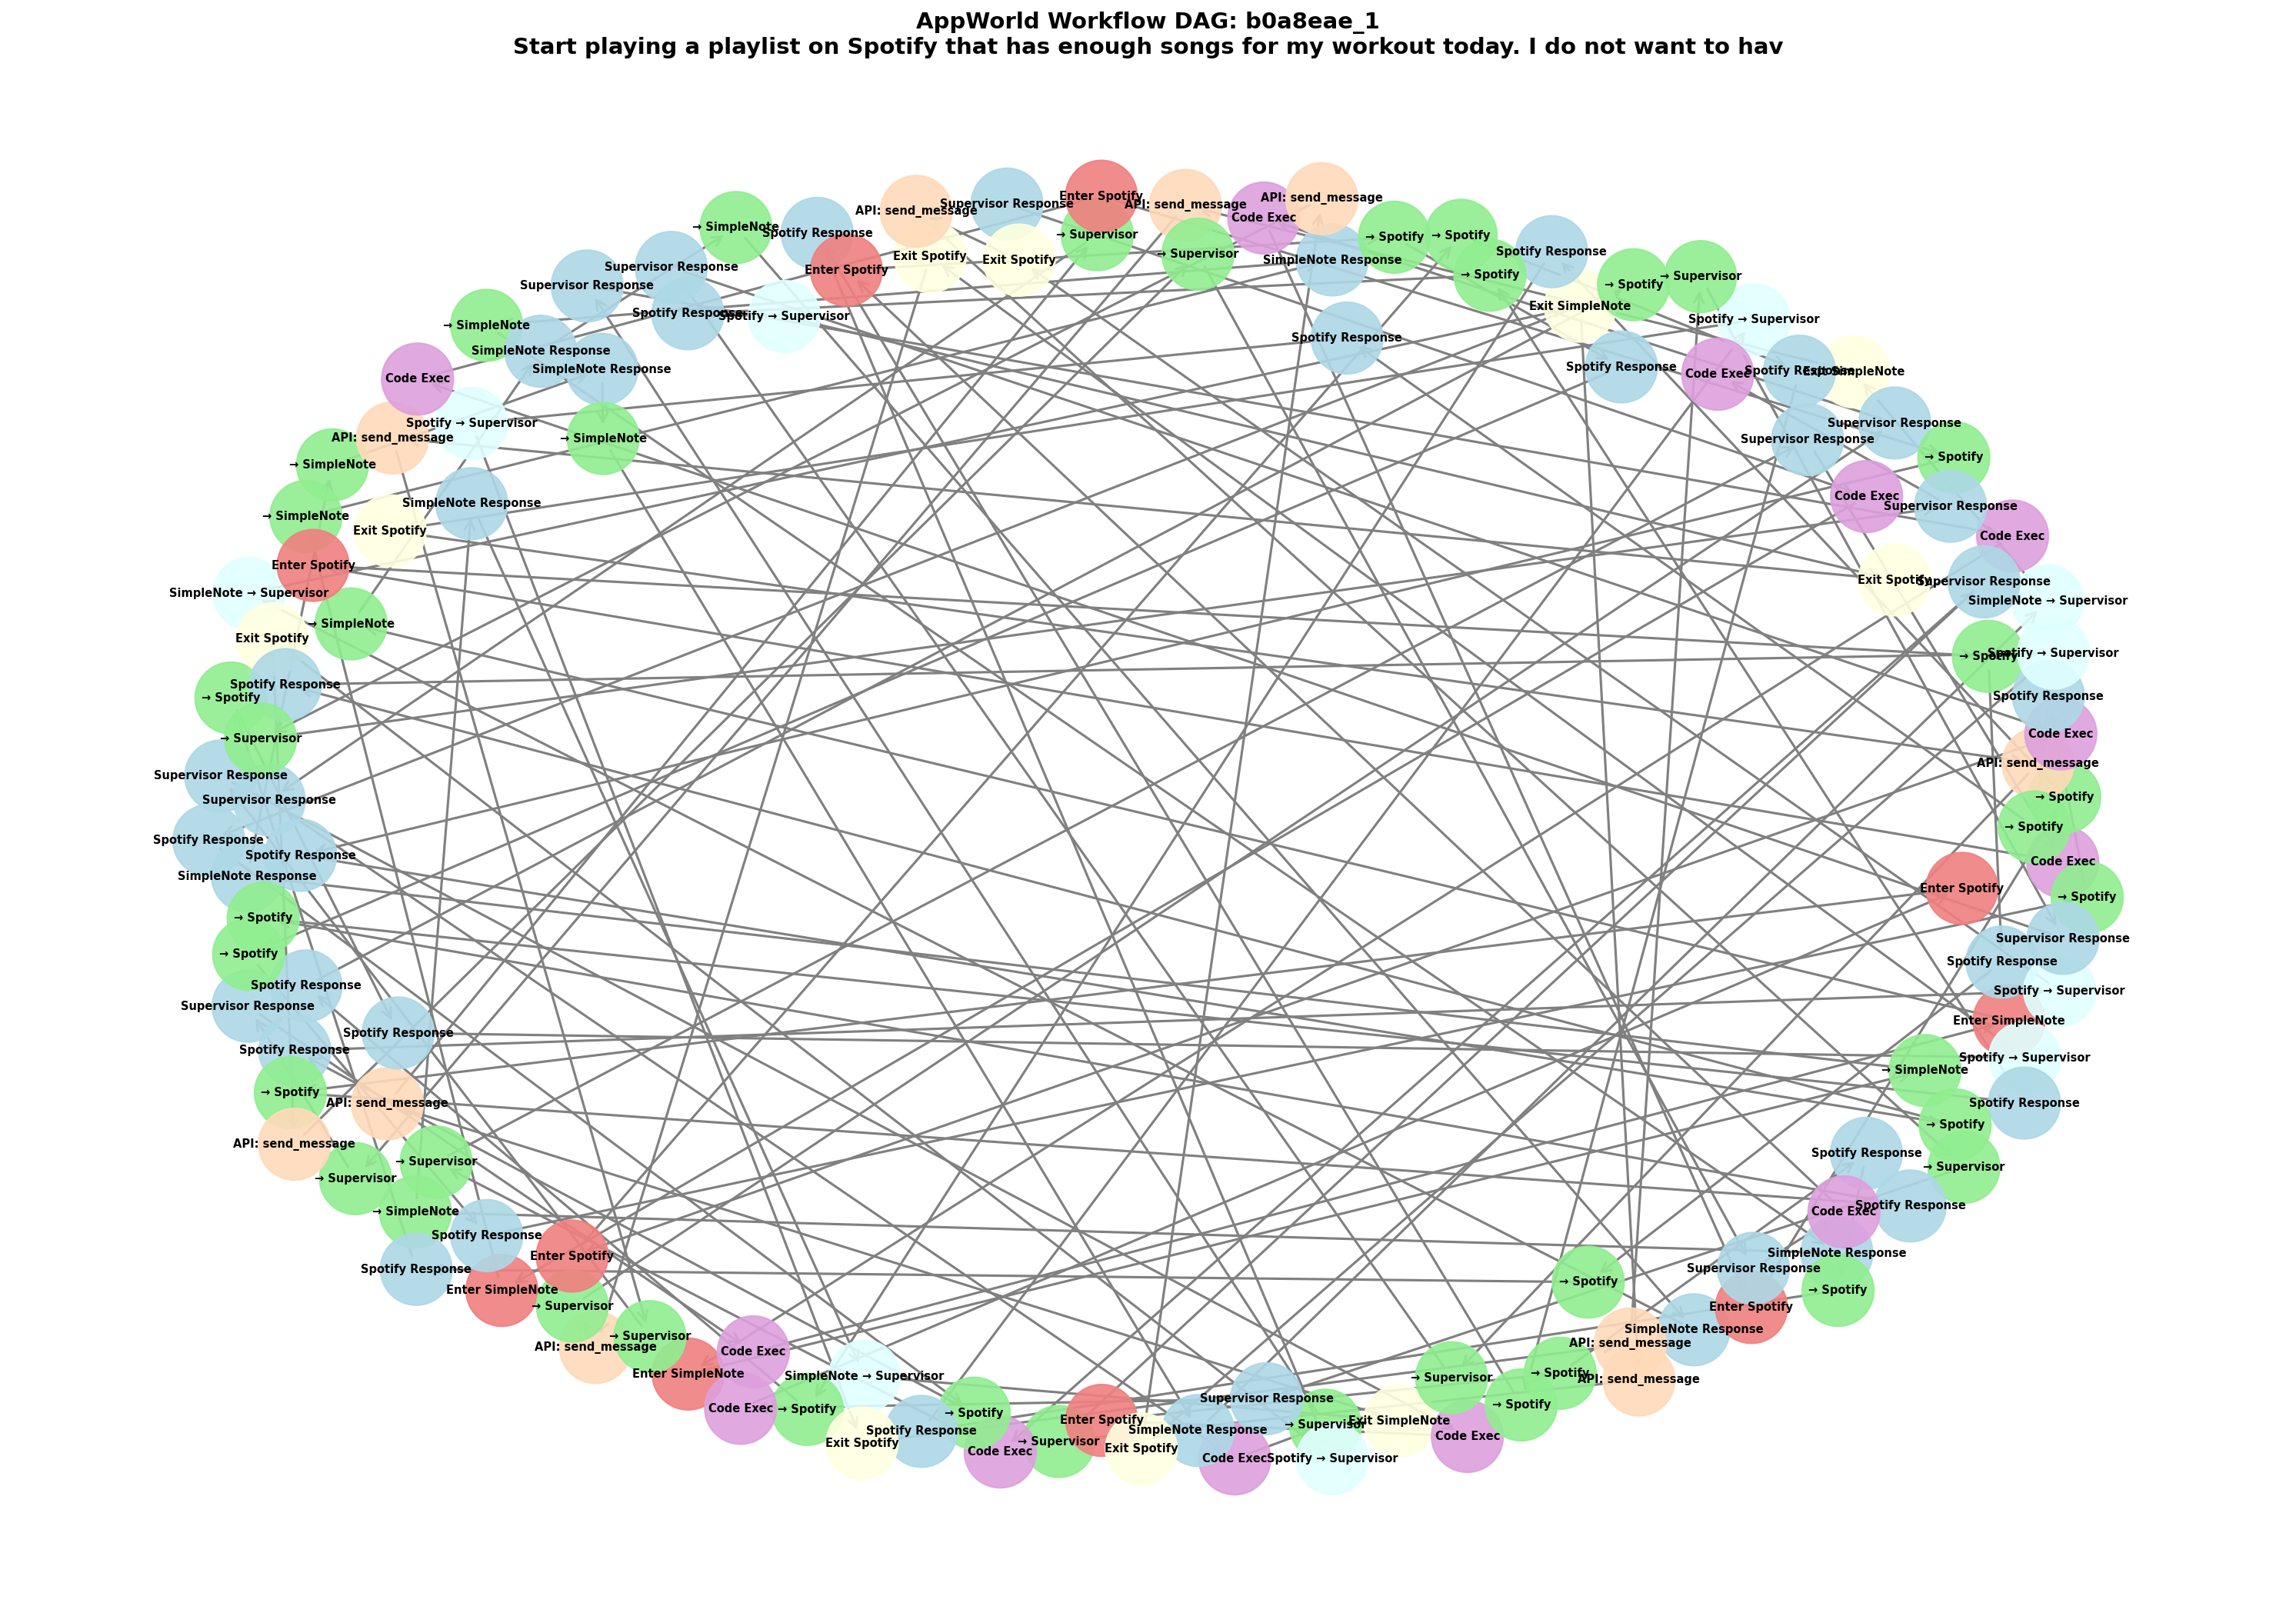 AppWorld Workflow DAG: b0a8eae_1
Start playing a playlist on Spotify that has enough songs for my workout today. I do not want to hav
Enter Spotify
API: send_message
Supervisor Response
API: send_message
API: send_message
Code Exec
→ SimpleNote
Spotify Response
→ Supervisor
→ Spotify
→ Spotify
Exit Spotify
Exit Spotify
→ Supervisor
SimpleNote Response
Spotify Response
Supervisor Response
Enter Spotify
→ Spotify
→ Supervisor
Supervisor Response
→ Spotify
Exit SimpleNote
Spotify Response
Spotify → Supervisor
Spotify → Supervisor
→ SimpleNote
Spotify Response
SimpleNote Response
SimpleNote Response
Spotify Response
Code Exec
Spotify Response
Exit SimpleNote
Code Exec
Spotify → Supervisor
Supervisor Response
API: send_message
→ SimpleNote
Supervisor Response
→ SimpleNote
→ Spotify
SimpleNote Response
Code Exec
Supervisor Response
→ SimpleNote
Exit Spotify
Code Exec
Enter Spotify
Exit Spotify
Supervisor Response
SimpleNote → Supervisor
SimpleNote → Supervisor
→ SimpleNote
Exit Spotify
→ Spotify
Spotify → Supervisor
Spotify Response
→ Spotify
Spotify Response
→ Supervisor
Code Exec
Supervisor Response
API: send_message
Supervisor Response
→ Spotify
Spotify Response
→ Spotify
Spotify Response
Code Exec
SimpleNote Response
Enter Spotify
→ Spotify
→ Spotify
Supervisor Response
→ Spotify
Spotify Response
Spotify Response
Spotify → Supervisor
Supervisor Response
Enter SimpleNote
Spotify Response
Spotify Response
Spotify → Supervisor
→ SimpleNote
→ Spotify
API: send_message
Spotify Response
→ Spotify
API: send_message
Spotify Response
→ Supervisor
→ Supervisor
→ Supervisor
→ SimpleNote
Code Exec
Spotify Response
Spotify Response
Enter Spotify
SimpleNote Response
Spotify Response
Supervisor Response
→ Spotify
Enter SimpleNote
→ Spotify
→ Supervisor
Enter Spotify
→ Supervisor
SimpleNote Response
API: send_message
API: send_message
Code Exec
Enter SimpleNote
SimpleNote → Supervisor
→ Supervisor
→ Spotify
API: send_message
Code Exec
→ Spotify
→ Spotify
Supervisor Response
→ Spotify
Enter Spotify
Exit SimpleNote
→ Supervisor
Spotify Response
SimpleNote Response
Code Exec
Exit Spotify
→ Supervisor
Exit Spotify
Code Exec
Code Exec
Spotify → Supervisor